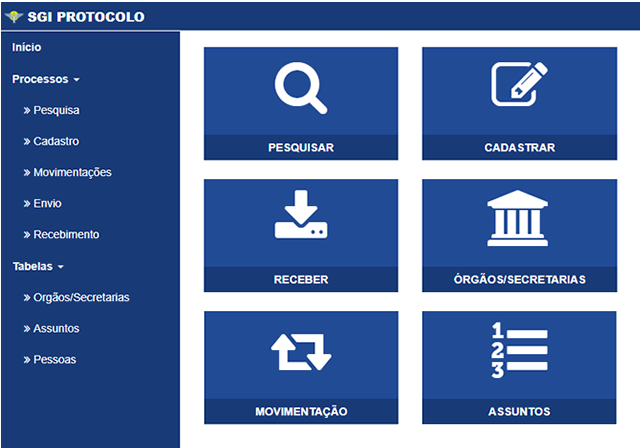 SGI PROTOCOLO
Início
Processos
Pesquisa
Cadastro
Movimentações
Envio
Recebimento
Tabelas
Orgãos/Secretarias
Assuntos
Pessoas
PESQUISAR
CADASTRAR
RECEBER
ÓRGÃOS/SECRETARIAS
MOVIMENTAÇÃO
1
2
3
ASSUNTOS